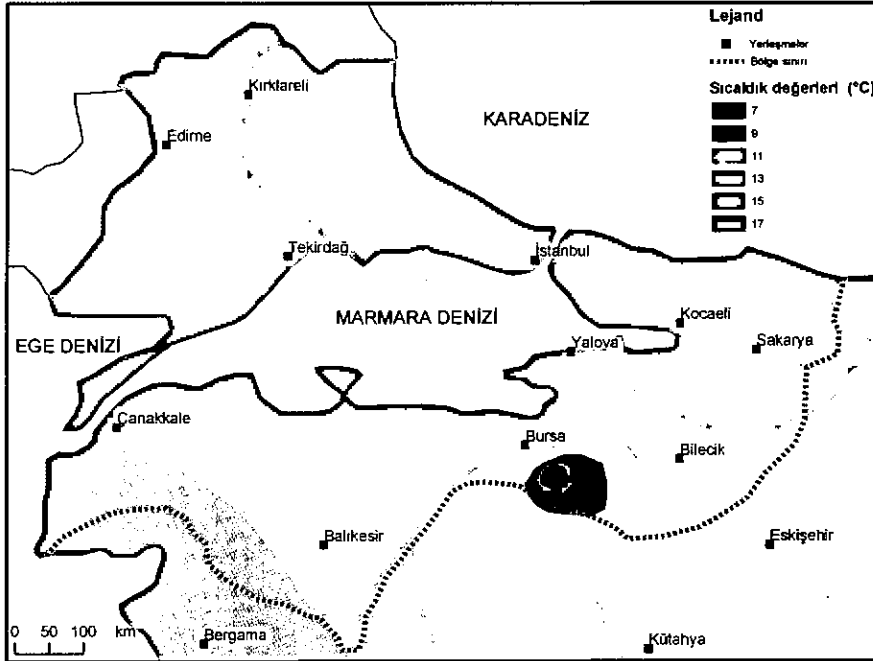 Lejand
Yerleşmeler
Bölge sınırı
Sıcaldık değerleri (°C)
7
9
11
13
15
17
Kırklareli
KARADENİZ
Edirne
Tekirdağ
İstanbul
MARMARA DENİZİ
Kocaeli
EGE DENİZİ
Yalova
Sakarya
Çanakkale
Bursa
Bilecik
Balıkesir
Eskişehir
0 50 100 km
Bergama
Kütahya